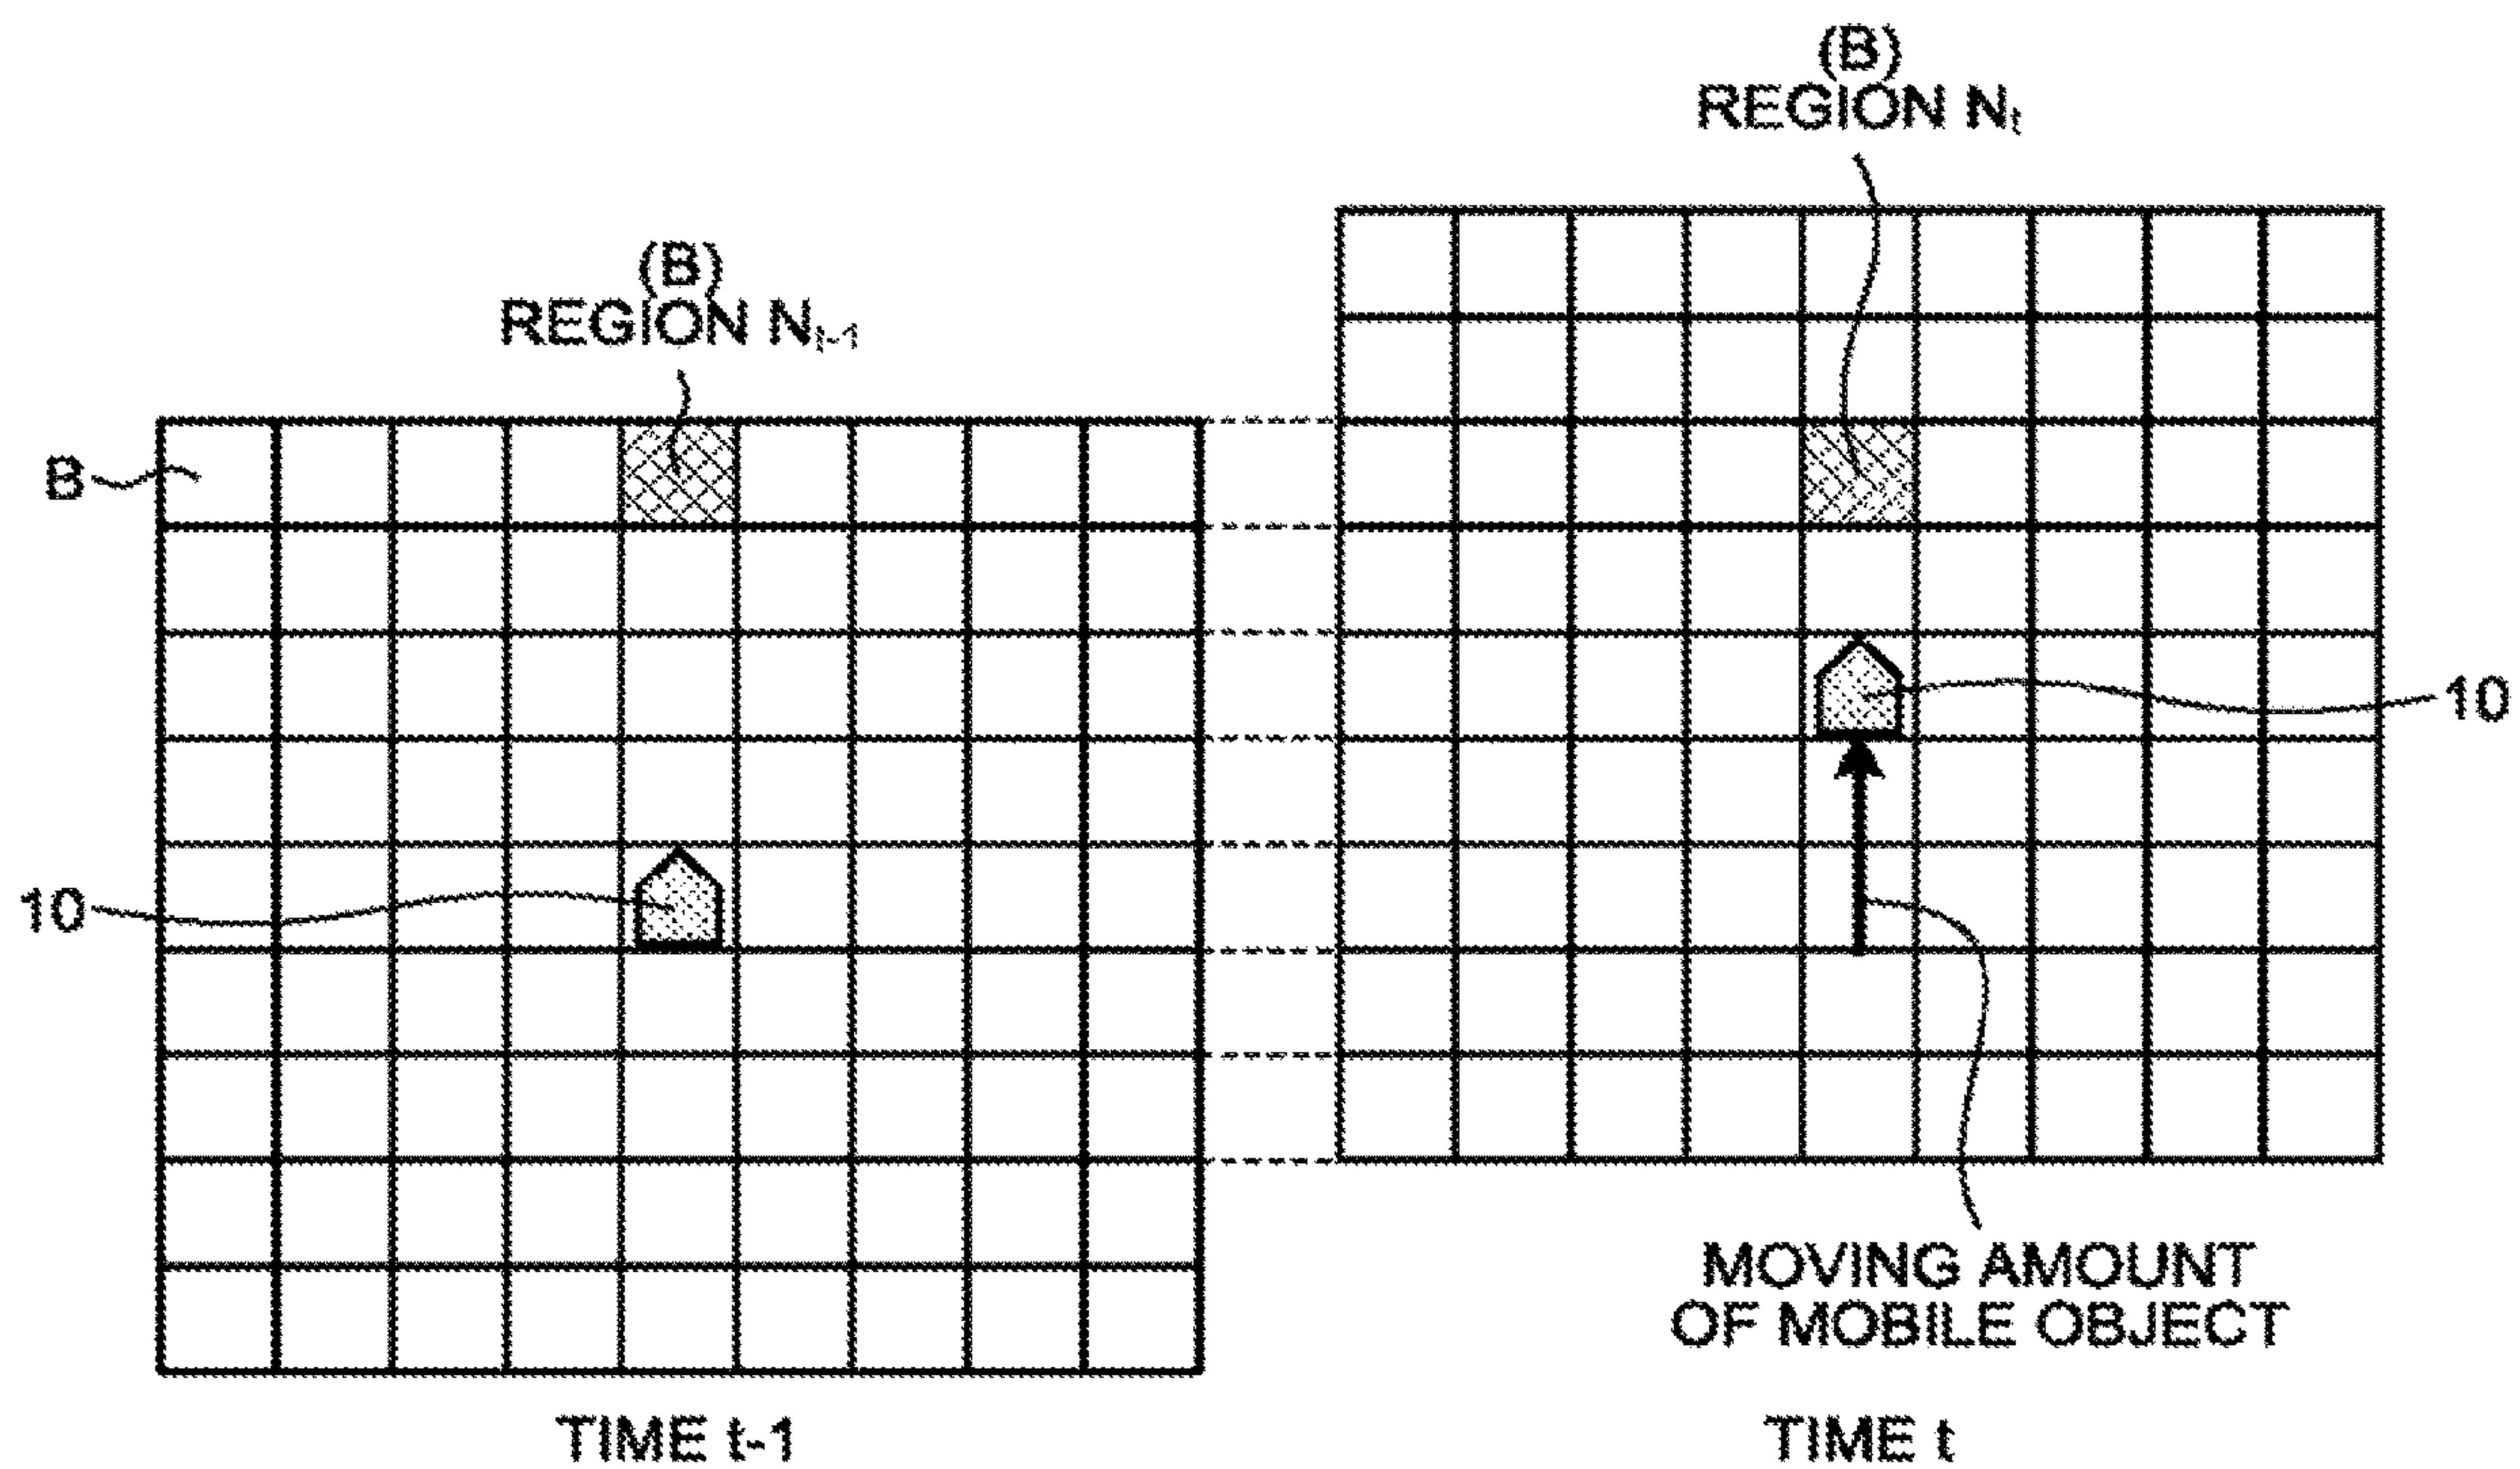 (B)
REGION Nt
(B)
REGION Nt-1
B
10
10
MOVING AMOUNT
OF MOBILE OBJECT
TIME t-1
TIME t